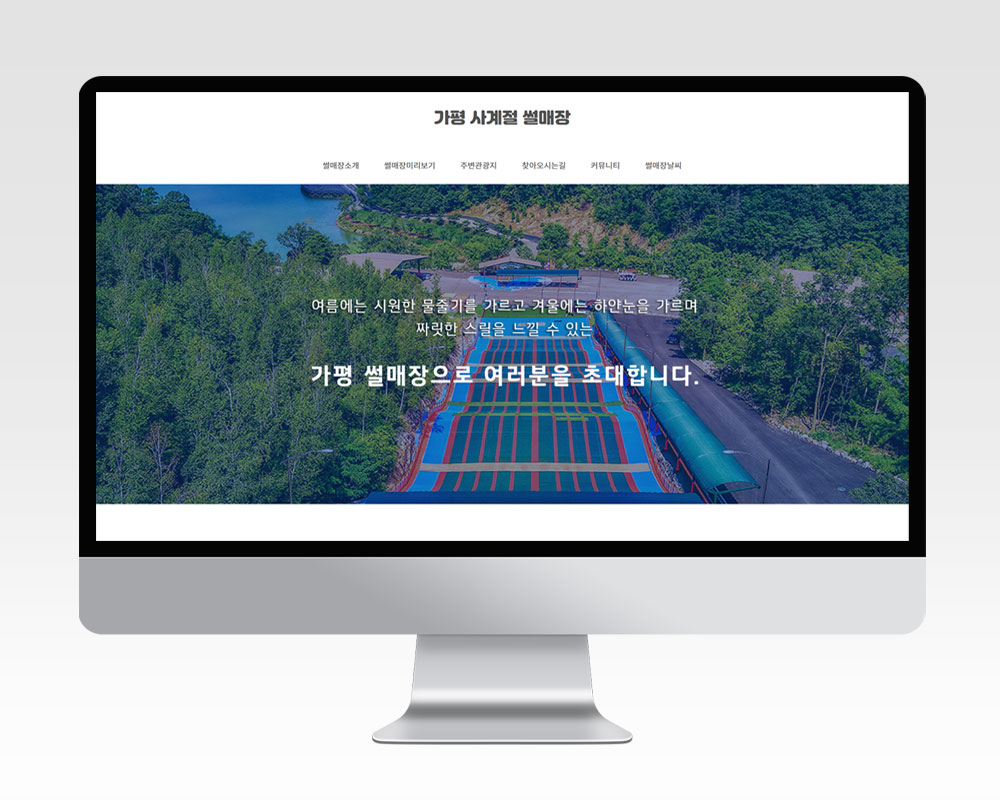 가평 사계절 썰매장
썰매장소개 썰매장미리보기 주변관광지 찾아오시는길 커뮤니티 썰매장날씨
여름에는 시원한 물줄기를 가르고 겨울에는 하얀눈을 가르며
짜릿한 스릴을 느낄 수 있는
가평 썰매장으로 여러분을 초대합니다.